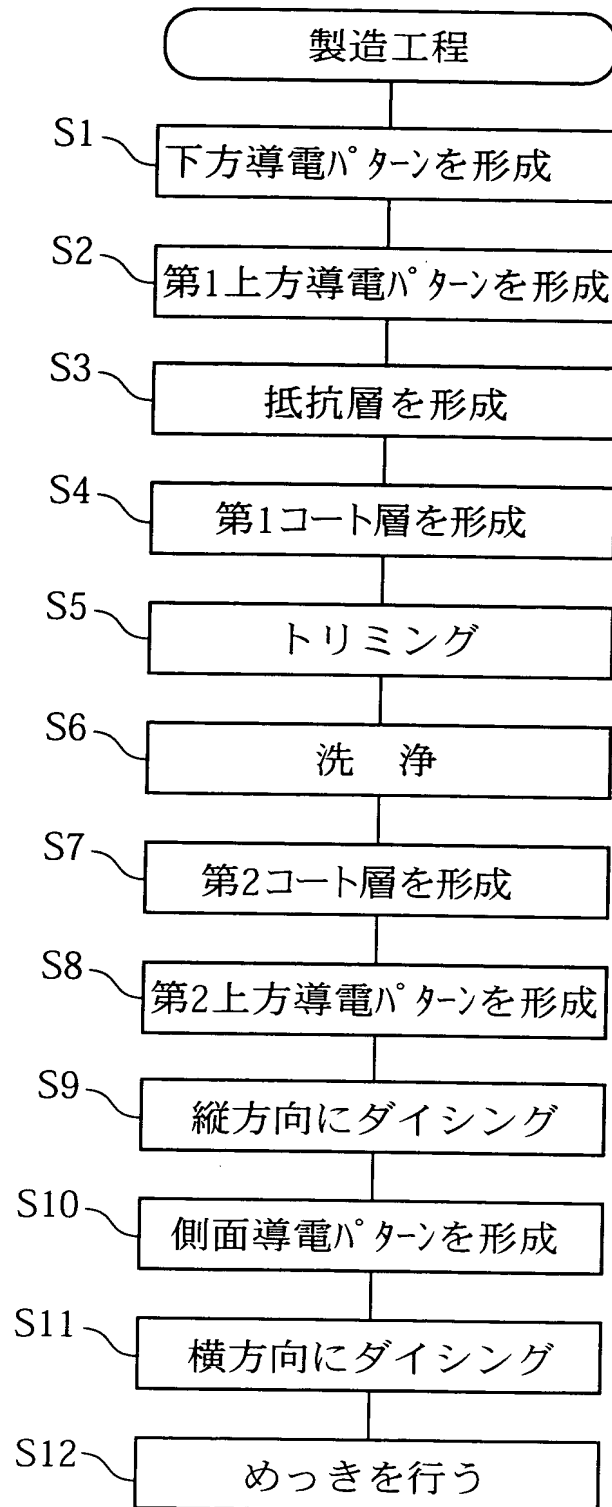 製造工程
S1
下方導電パターンを形成
S2
第1上方導電パターンを形成
S3
抵抗層を形成
S4
第1コート層を形成
S5
トリミング
S6
洗　浄
S7
第2コート層を形成
S8
第2上方導電パターンを形成
S9
縦方向にダイシング
S10
側面導電パターンを形成
S11
横方向にダイシング
S12
めっきを行う